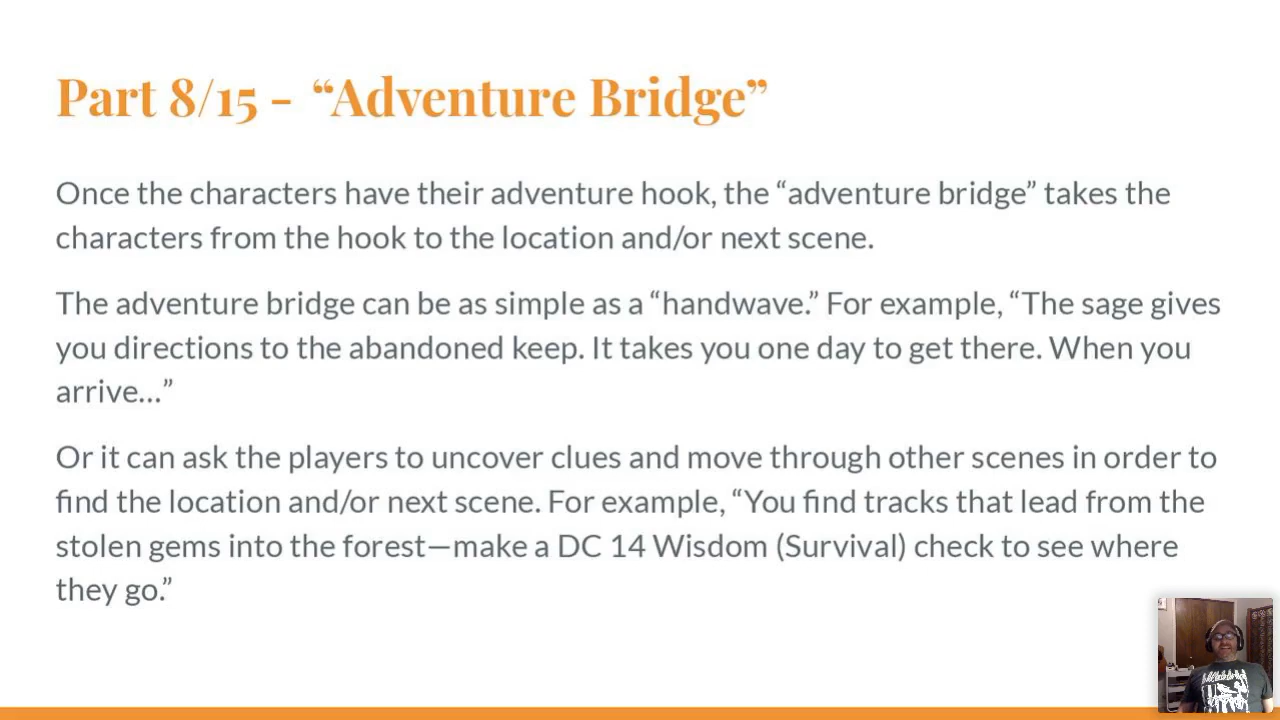 Part 8/15 - “Adventure Bridge”
Once the characters have their adventure hook, the “adventure bridge” takes the
characters from the hook to the location and/or next scene.
The adventure bridge can be as simple as a “handwave.” For example, “The sage gives
you directions to the abandoned keep. It takes you one day to get there. When you
arrive…”
Or it can ask the players to uncover clues and move through other scenes in order to
find the location and/or next scene. For example, “You find tracks that lead from the
stolen gems into the forest—make a DC 14 Wisdom (Survival) check to see where
they go.”